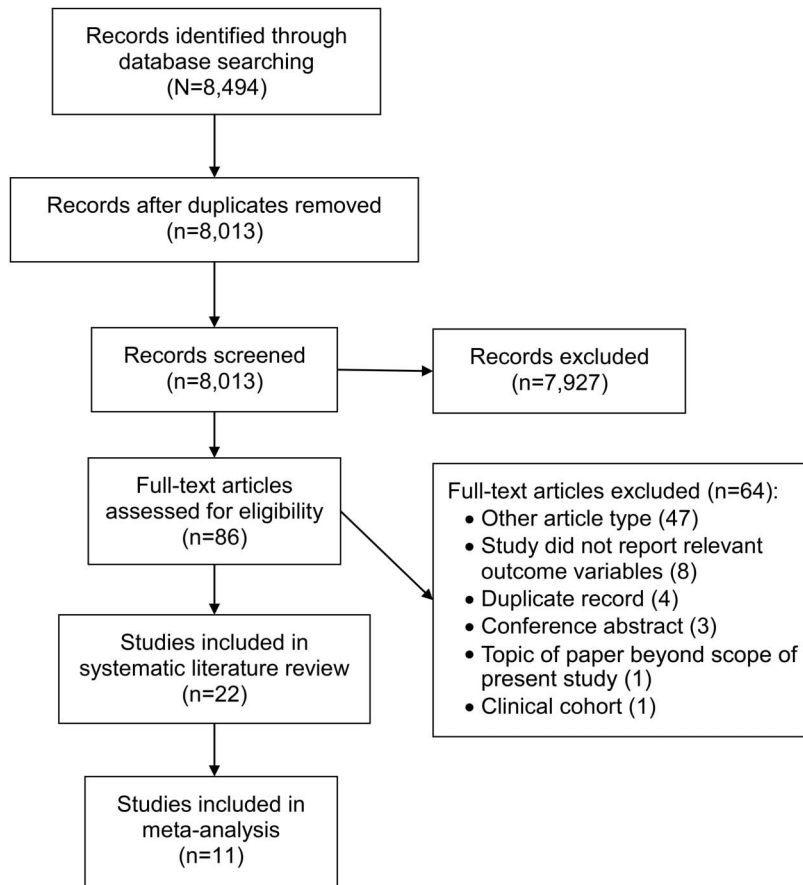 Records identified through
database searching
(N=8,494)
Records after duplicates removed
(n=8,013)
Records screened
(n=8,013)
Records excluded
(n=7,927)
Full-text articles
assessed for eligibility
(n=86)
Full-text articles excluded (n=64):
• Other article type (47)
• Study did not report relevant
outcome variables (8)
• Duplicate record (4)
• Conference abstract (3)
• Topic of paper beyond scope of
present study (1)
• Clinical cohort (1)
Studies included in
systematic literature review
(n=22)
Studies included in
meta-analysis
(n=11)